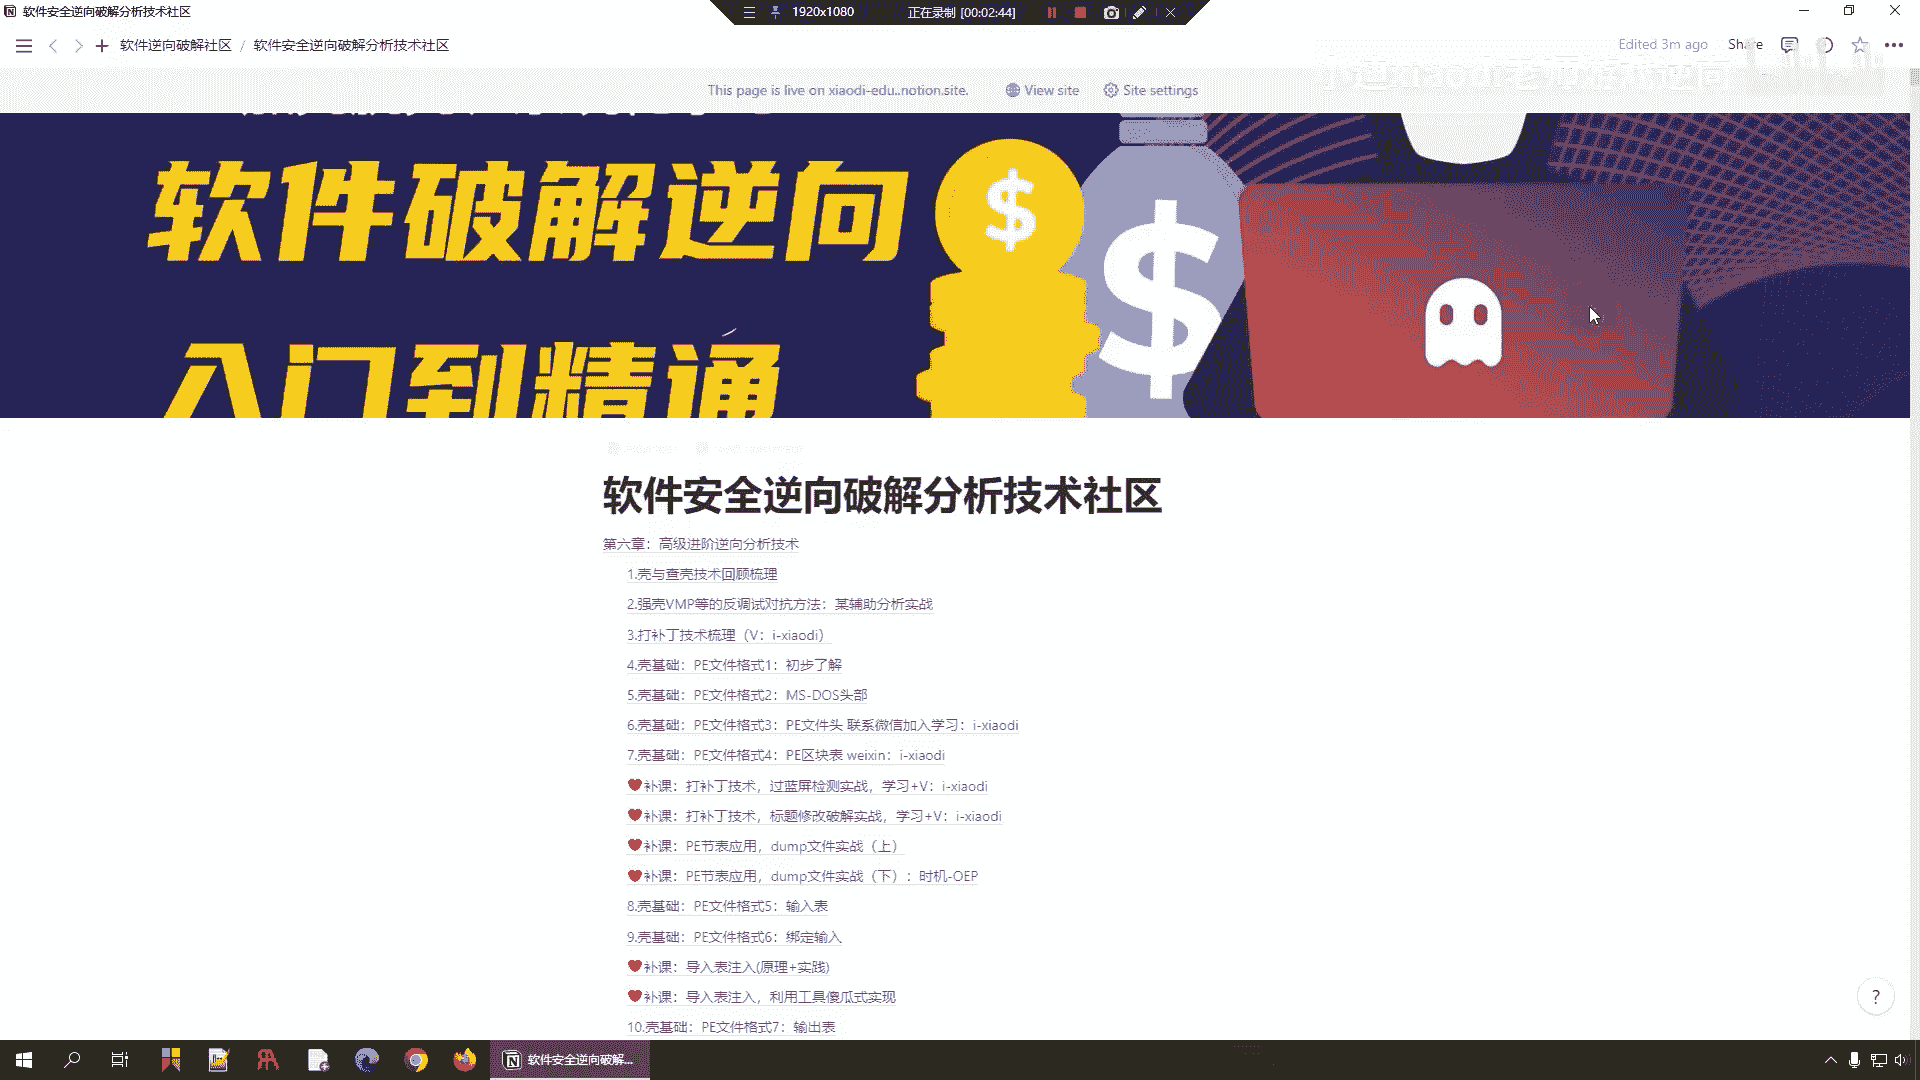 软件安全逆向破解分析技术社区
1920x1080 正在录制 [00:02:44]
软件逆向破解社区 / 软件安全逆向破解分析技术社区
Edited 3m ago Share
This page is live on xiaodi-edu..notion.site. View site Site settings
软件破解逆向
入门到精通
软件安全逆向破解分析技术社区
第六章：高级进阶逆向分析技术
1.壳与查壳技术回顾梳理
2.强壳VMP等的反调试对抗方法：某辅助分析实战
3.打补丁技术梳理（V：i-xiaodi）
4.壳基础：PE文件格式1：初步了解
5.壳基础：PE文件格式2：MS-DOS头部
6.壳基础：PE文件格式3：PE文件头 联系微信加入学习：i-xiaodi
7.壳基础：PE文件格式4：PE区块表 weixin：i-xiaodi
补课：打补丁技术，过蓝屏检测实战，学习+V：i-xiaodi
补课：打补丁技术，标题修改破解实战，学习+V：i-xiaodi
补课：PE节表应用，dump文件实战（上）
补课：PE节表应用，dump文件实战（下）：时机-OEP
8.壳基础：PE文件格式5：输入表
9.壳基础：PE文件格式6：绑定输入
补课：导入表注入(原理+实践)
补课：导入表注入，利用工具傻瓜式实现
10.壳基础：PE文件格式7：输出表
?
软件安全逆向破解...